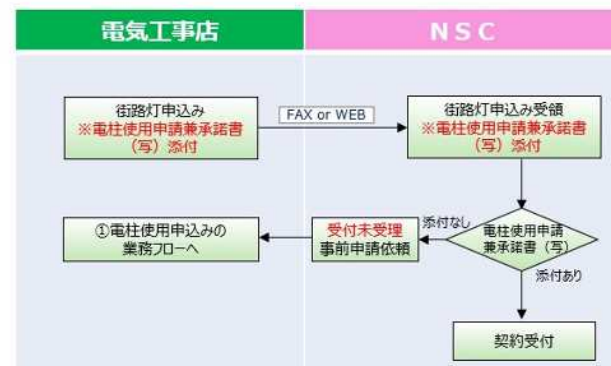 電気工事店
NSC
街路灯申込み
※電柱使用申請兼承諾書
(写)添付
FAX or WEB
街路灯申込み受領
※電柱使用申請兼承諾書
(写)添付
①電柱使用申込みの
業務フローへ
受付未受理
事前申請依頼
添付なし
電柱使用申請
兼承諾書(写)
添付あり
契約受付